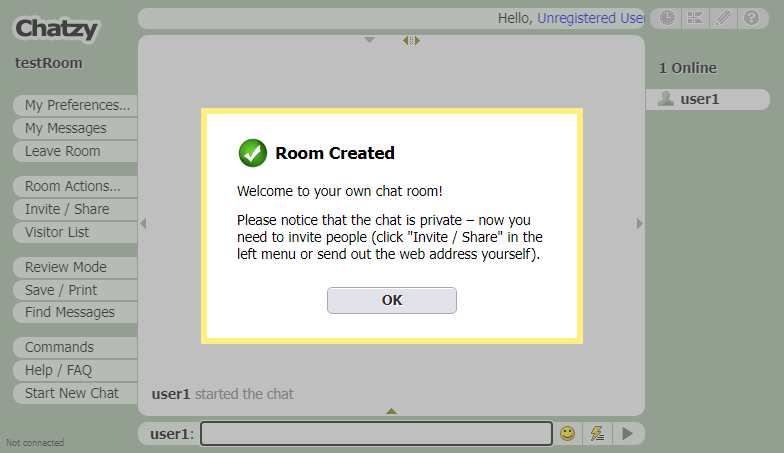 Chatzy
testRoom
My Preferences...
My Messages
Leave Room
Room Actions...
Invite / Share
Visitor List
Review Mode
Save / Print
Find Messages
Commands
Help / FAQ
Start New Chat
Not connected
Hello, Unregistered User
Room Created
Welcome to your own chat room!
Please notice that the chat is private – now you
need to invite people (click "Invite / Share" in the
left menu or send out the web address yourself).
OK
user1 started the chat
user1:
1 Online
user1